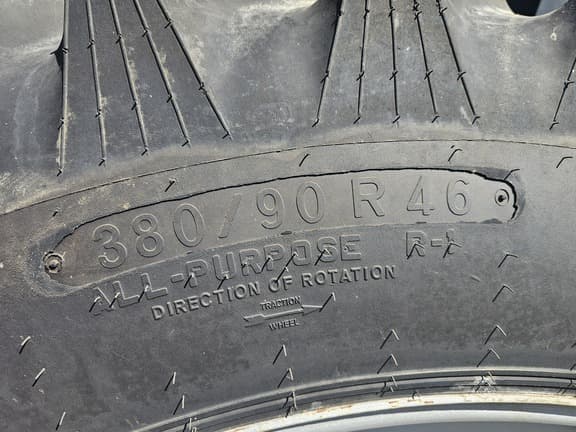 380/90 R 46
ALL-PURPOSE R-1
DIRECTION OF ROTATION
TRACTION
WHEEL